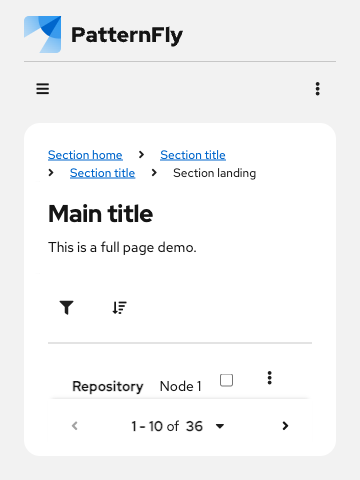 PatternFly
Section home Section title
Section title Section landing
Main title
This is a full page demo.
Repository Node 1
1 - 10 of 36